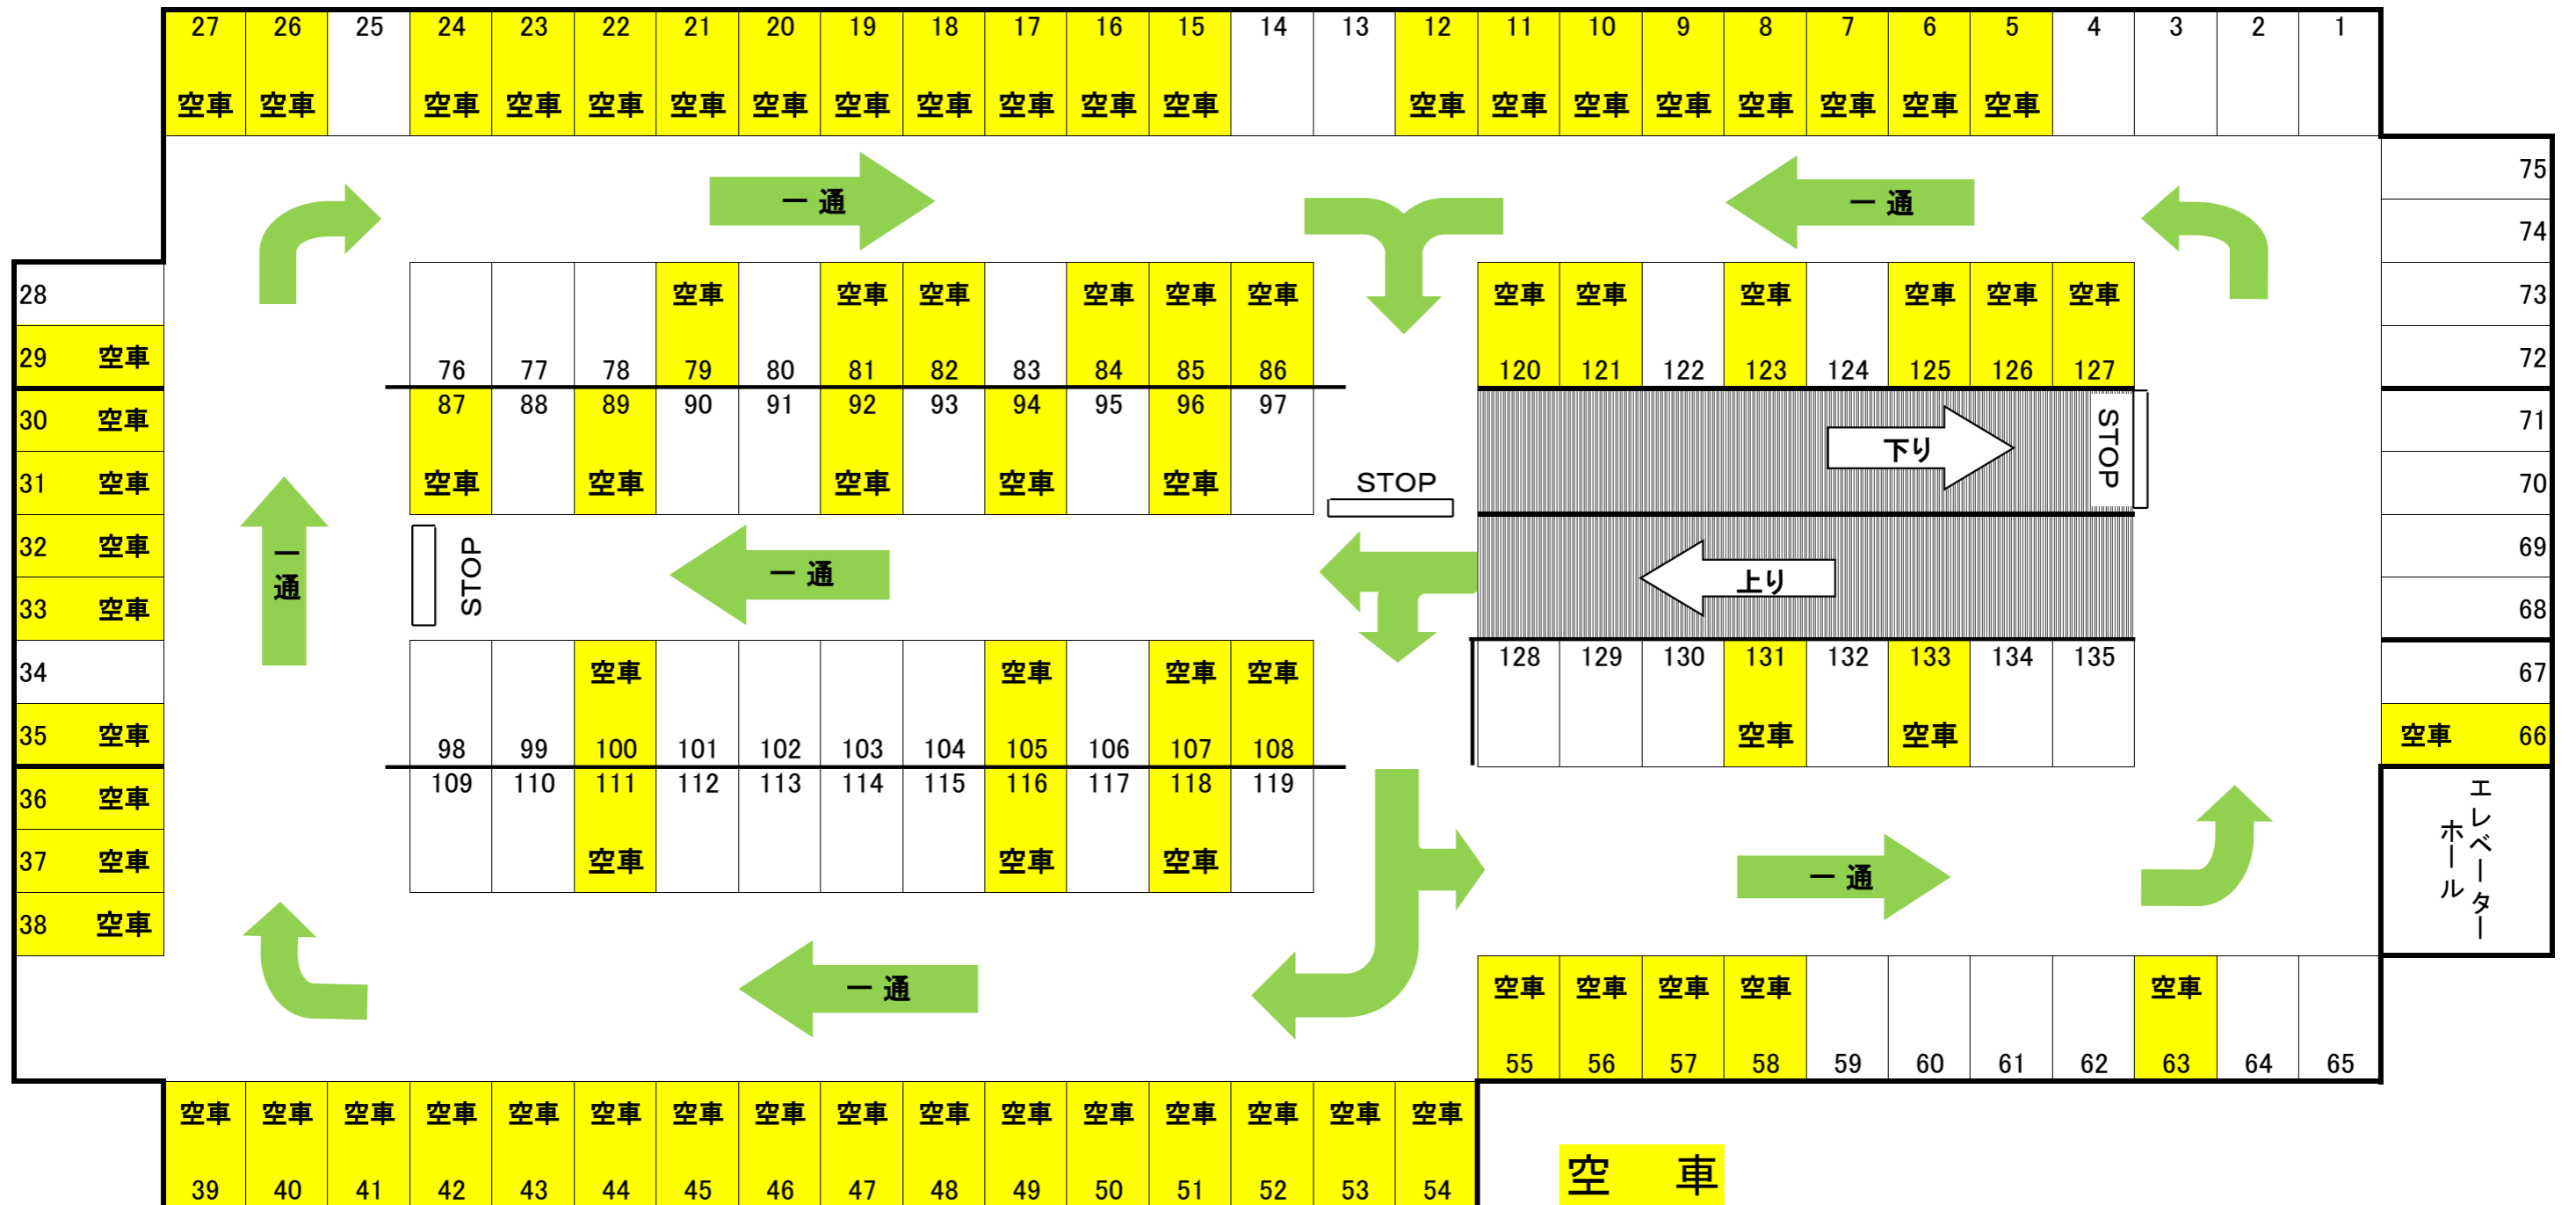 27 26 25 24 23 22 21 20 19 18 17 16 15 14 13 12 11 10 9 8 7 6 5 4 3 2 1
空車 空車 空車 空車 空車 空車 空車 空車 空車 空車 空車 空車 空車 空車 空車 空車 空車 空車 空車 空車
75
一 通 一 通
74
28 空車 空車 空車 空車 空車 空車 空車 空車 空車 空車 空車 空車 73
29 空車 76 77 78 79 80 81 82 83 84 85 86 120 121 122 123 124 125 126 127 72
30 空車 87 88 89 90 91 92 93 94 95 96 97 71
下り STOP
31 空車 空車 空車 空車 空車 空車 STOP 70
32 空車 69
一通 STOP 一 通 上り
33 空車 68
34 空車 空車 空車 空車 128 129 130 131 132 133 134 135 67
35 空車 98 99 100 101 102 103 104 105 106 107 108 空車 空車 空車 66
36 空車 109 110 111 112 113 114 115 116 117 118 119
エレベーター
ホール
37 空車 空車 空車 空車 一 通
38 空車
一 通 空車 空車 空車 空車 空車
55 56 57 58 59 60 61 62 63 64 65
空車 空車 空車 空車 空車 空車 空車 空車 空車 空車 空車 空車 空車 空車 空車 空車
39 40 41 42 43 44 45 46 47 48 49 50 51 52 53 54
空 車